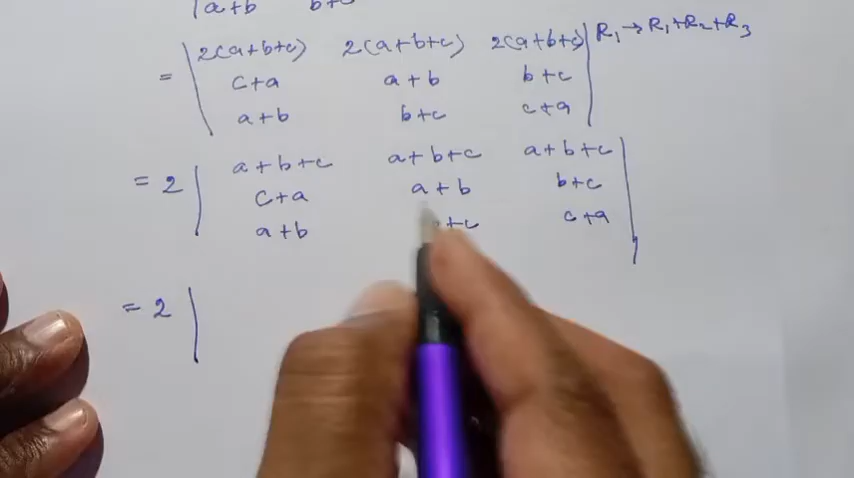 a+b
= | 2(a+b+c) 2(a+b+c) 2(a+b+c) | R₁→R₁+R₂+R₃
c+a a+b b+c
a+b b+c c+a
= 2 | a+b+c a+b+c a+b+c |
c+a a+b b+c
a+b +c c+a
= 2 |